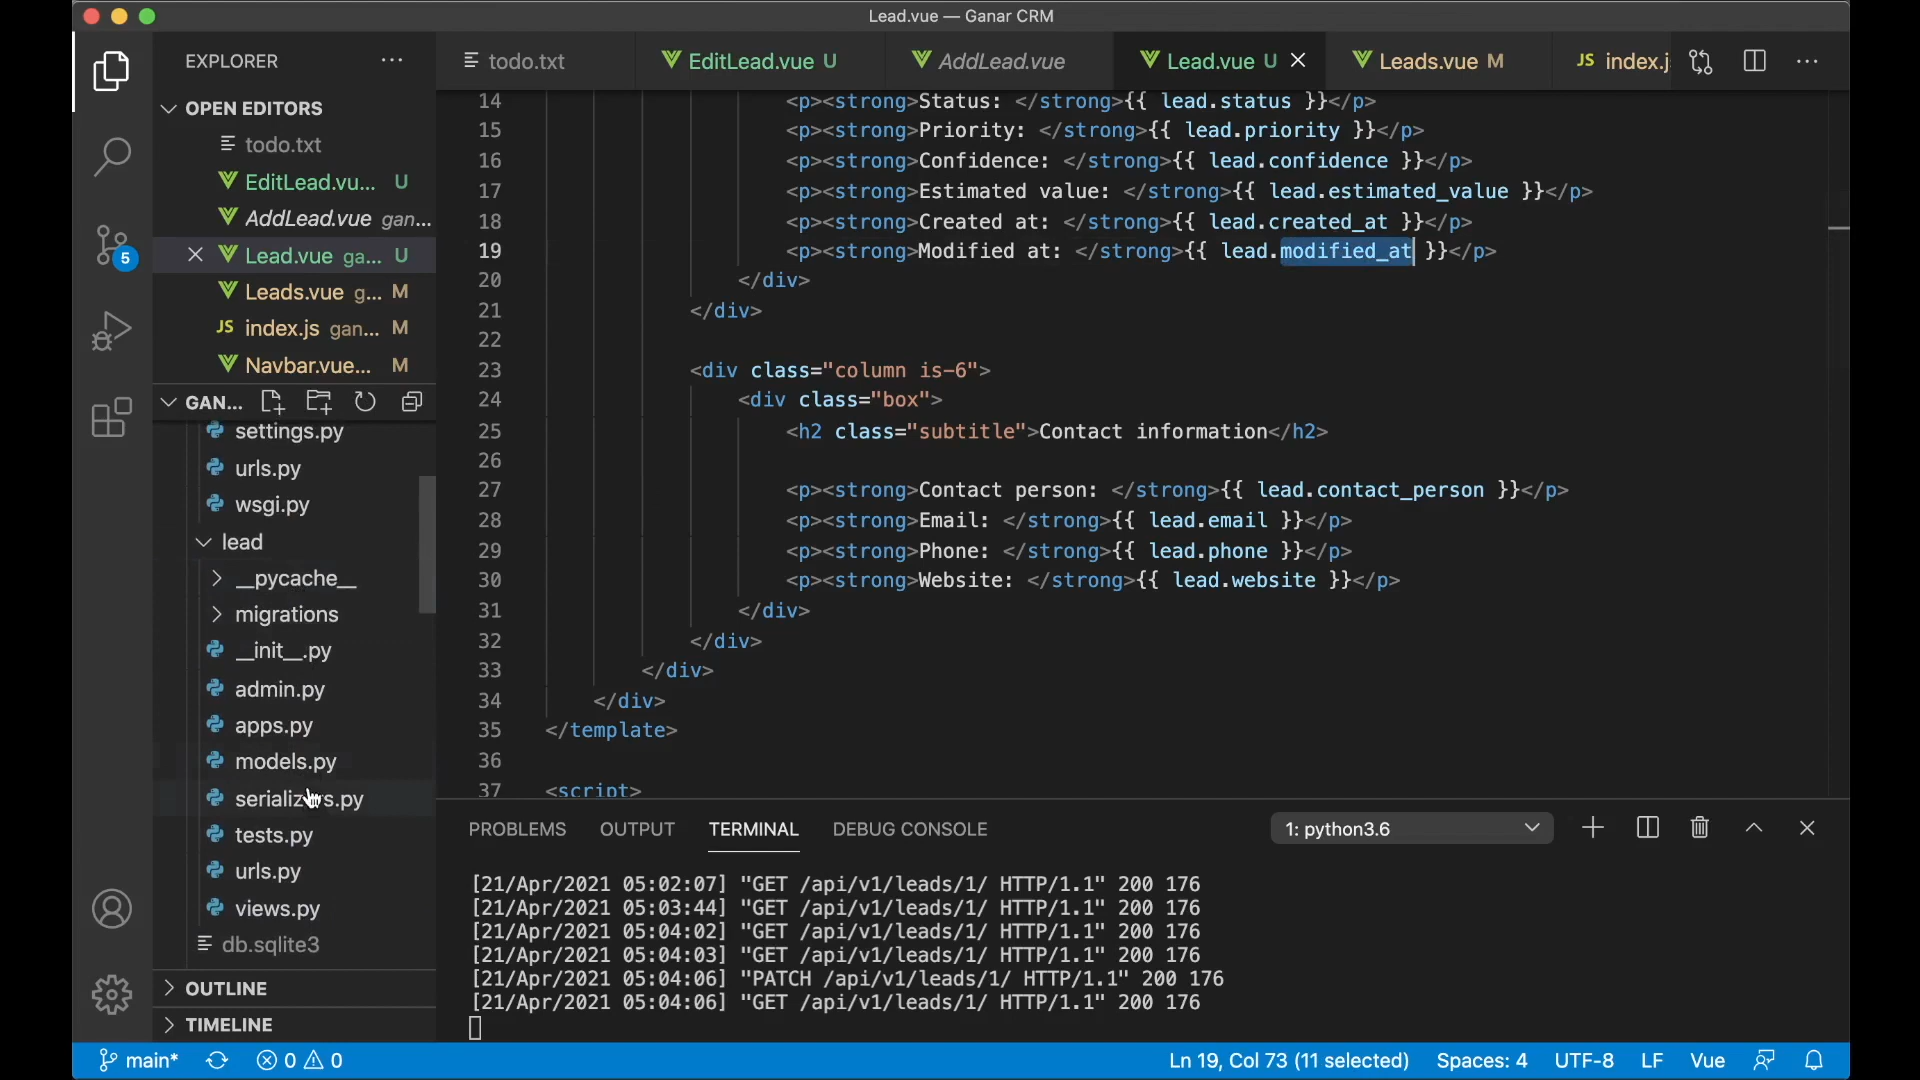 Lead.vue — Ganar CRM
EXPLORER
OPEN EDITORS
todo.txt
EditLead.vu... U
AddLead.vue gan...
Lead.vue ga... U
Leads.vue g... M
index.js gan... M
Navbar.vue... M
GAN...
settings.py
urls.py
wsgi.py
lead
__pycache__
migrations
__init__.py
admin.py
apps.py
models.py
serializers.py
tests.py
urls.py
views.py
db.sqlite3
OUTLINE
TIMELINE
5
todo.txt EditLead.vue U AddLead.vue Lead.vue U Leads.vue M JS index.j
14 <p><strong>Status: </strong>{{ lead.status }}</p>
15 <p><strong>Priority: </strong>{{ lead.priority }}</p>
16 <p><strong>Confidence: </strong>{{ lead.confidence }}</p>
17 <p><strong>Estimated value: </strong>{{ lead.estimated_value }}</p>
18 <p><strong>Created at: </strong>{{ lead.created_at }}</p>
19 <p><strong>Modified at: </strong>{{ lead.modified_at }}</p>
20 </div>
21 </div>
22
23 <div class="column is-6">
24 <div class="box">
25 <h2 class="subtitle">Contact information</h2>
26
27 <p><strong>Contact person: </strong>{{ lead.contact_person }}</p>
28 <p><strong>Email: </strong>{{ lead.email }}</p>
29 <p><strong>Phone: </strong>{{ lead.phone }}</p>
30 <p><strong>Website: </strong>{{ lead.website }}</p>
31 </div>
32 </div>
33 </div>
34 </div>
35 </template>
36
37 <script>
PROBLEMS OUTPUT TERMINAL DEBUG CONSOLE 1: python3.6
[21/Apr/2021 05:02:07] "GET /api/v1/leads/1/ HTTP/1.1" 200 176
[21/Apr/2021 05:03:44] "GET /api/v1/leads/1/ HTTP/1.1" 200 176
[21/Apr/2021 05:04:02] "GET /api/v1/leads/1/ HTTP/1.1" 200 176
[21/Apr/2021 05:04:03] "GET /api/v1/leads/1/ HTTP/1.1" 200 176
[21/Apr/2021 05:04:06] "PATCH /api/v1/leads/1/ HTTP/1.1" 200 176
[21/Apr/2021 05:04:06] "GET /api/v1/leads/1/ HTTP/1.1" 200 176
main* 0 0 Ln 19, Col 73 (11 selected) Spaces: 4 UTF-8 LF Vue